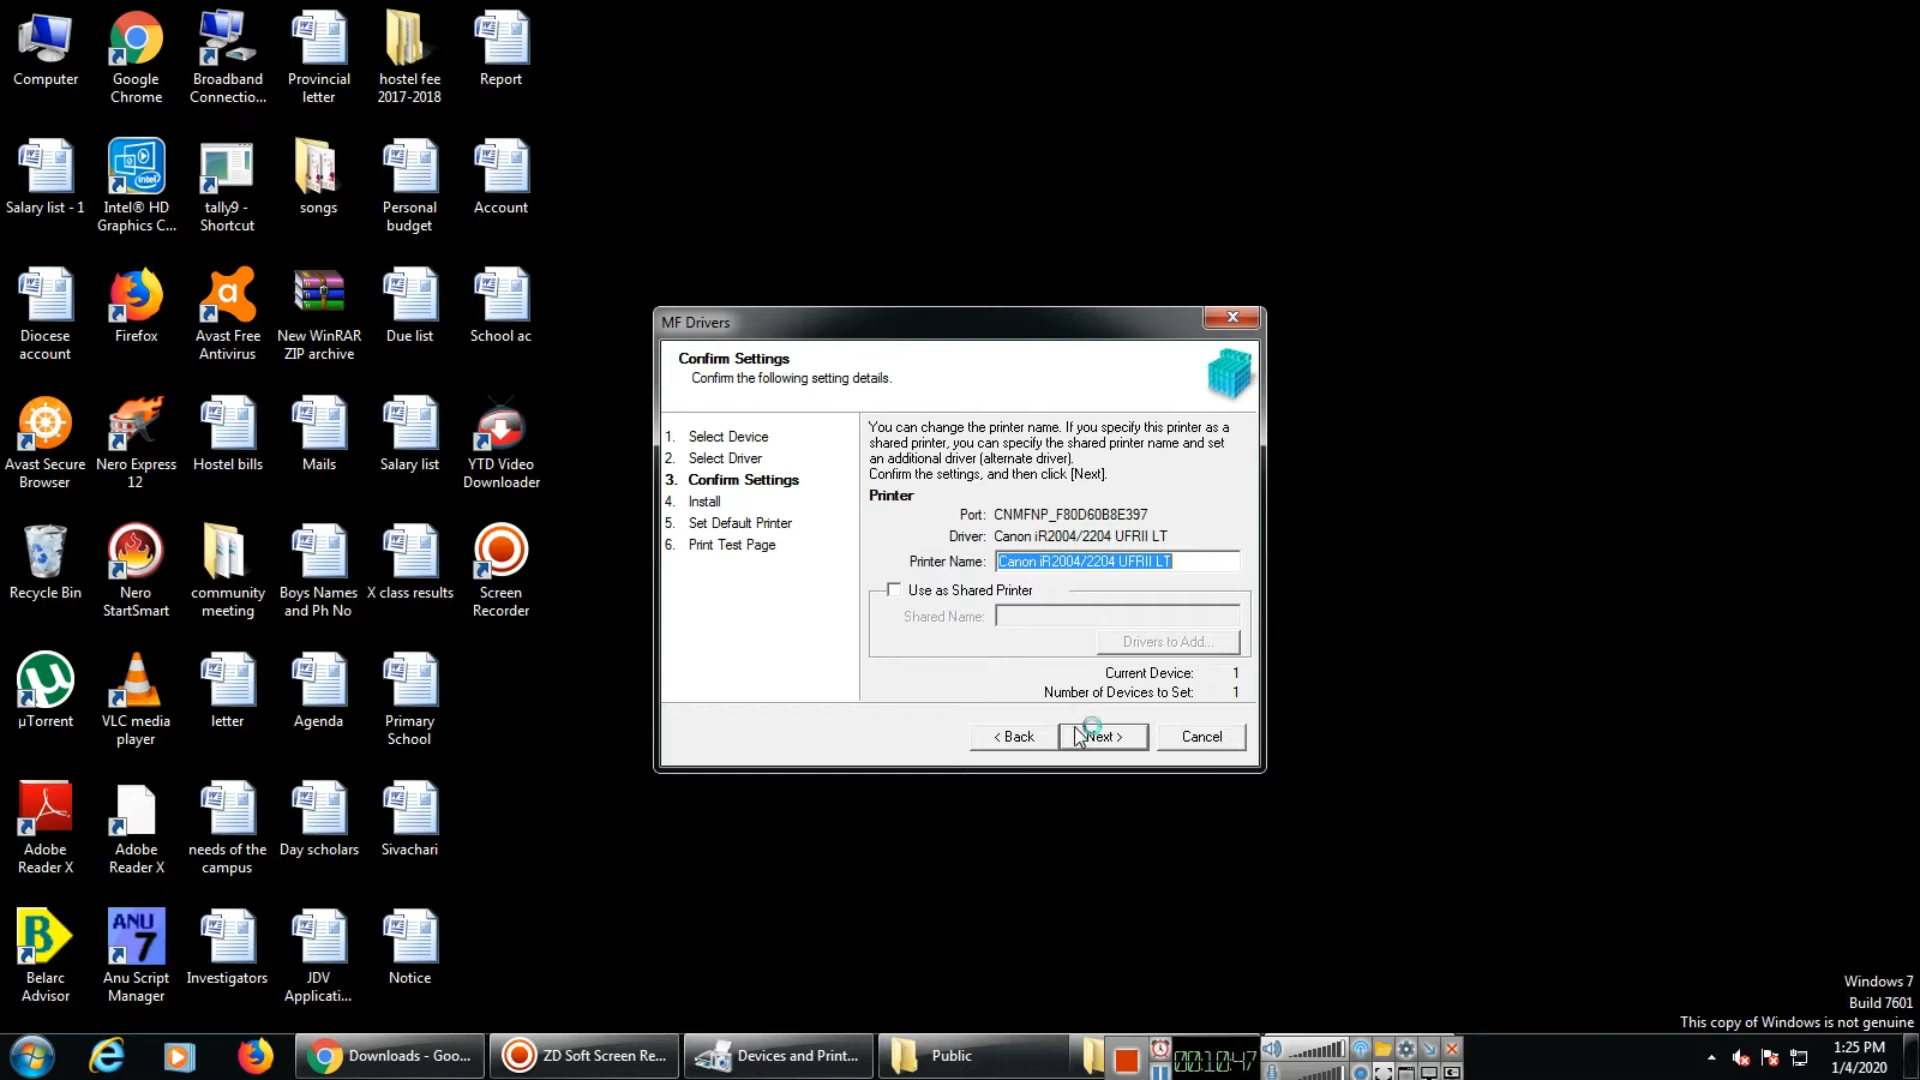 Computer
Google
Chrome
Broadband
Connectio...
Provincial
letter
hostel fee
2017-2018
Report
Salary list - 1
Intel® HD
Graphics C...
tally9 -
Shortcut
songs
Personal
budget
Account
Diocese
account
Firefox
Avast Free
Antivirus
New WinRAR
ZIP archive
Due list
School ac
Avast Secure
Browser
Nero Express
12
Hostel bills
Mails
Salary list
YTD Video
Downloader
Recycle Bin
Nero
StartSmart
community
meeting
Boys Names
and Ph No
X class results
Screen
Recorder
µTorrent
VLC media
player
letter
Agenda
Primary
School
Adobe
Reader X
Adobe
Reader X
needs of the
campus
Day scholars
Sivachari
ANU
7
Belarc
Advisor
Anu Script
Manager
Investigators
JDV
Applicati...
Notice
MF Drivers
Confirm Settings
Confirm the following setting details.
1. Select Device
2. Select Driver
3. Confirm Settings
4. Install
5. Set Default Printer
6. Print Test Page
You can change the printer name. If you specify this printer as a
shared printer, you can specify the shared printer name and set
an additional driver (alternate driver).
Confirm the settings, and then click [Next].
Printer
Port: CNMFNP_F80D60B8E397
Driver: Canon iR2004/2204 UFRII LT
Printer Name: Canon iR2004/2204 UFRII LT
Use as Shared Printer
Shared Name:
Drivers to Add...
Current Device: 1
Number of Devices to Set: 1
< Back
Next >
Cancel
Windows 7
Build 7601
This copy of Windows is not genuine
Downloads - Goo...
ZD Soft Screen Re...
Devices and Print...
Public
00:10:47
1:25 PM
1/4/2020